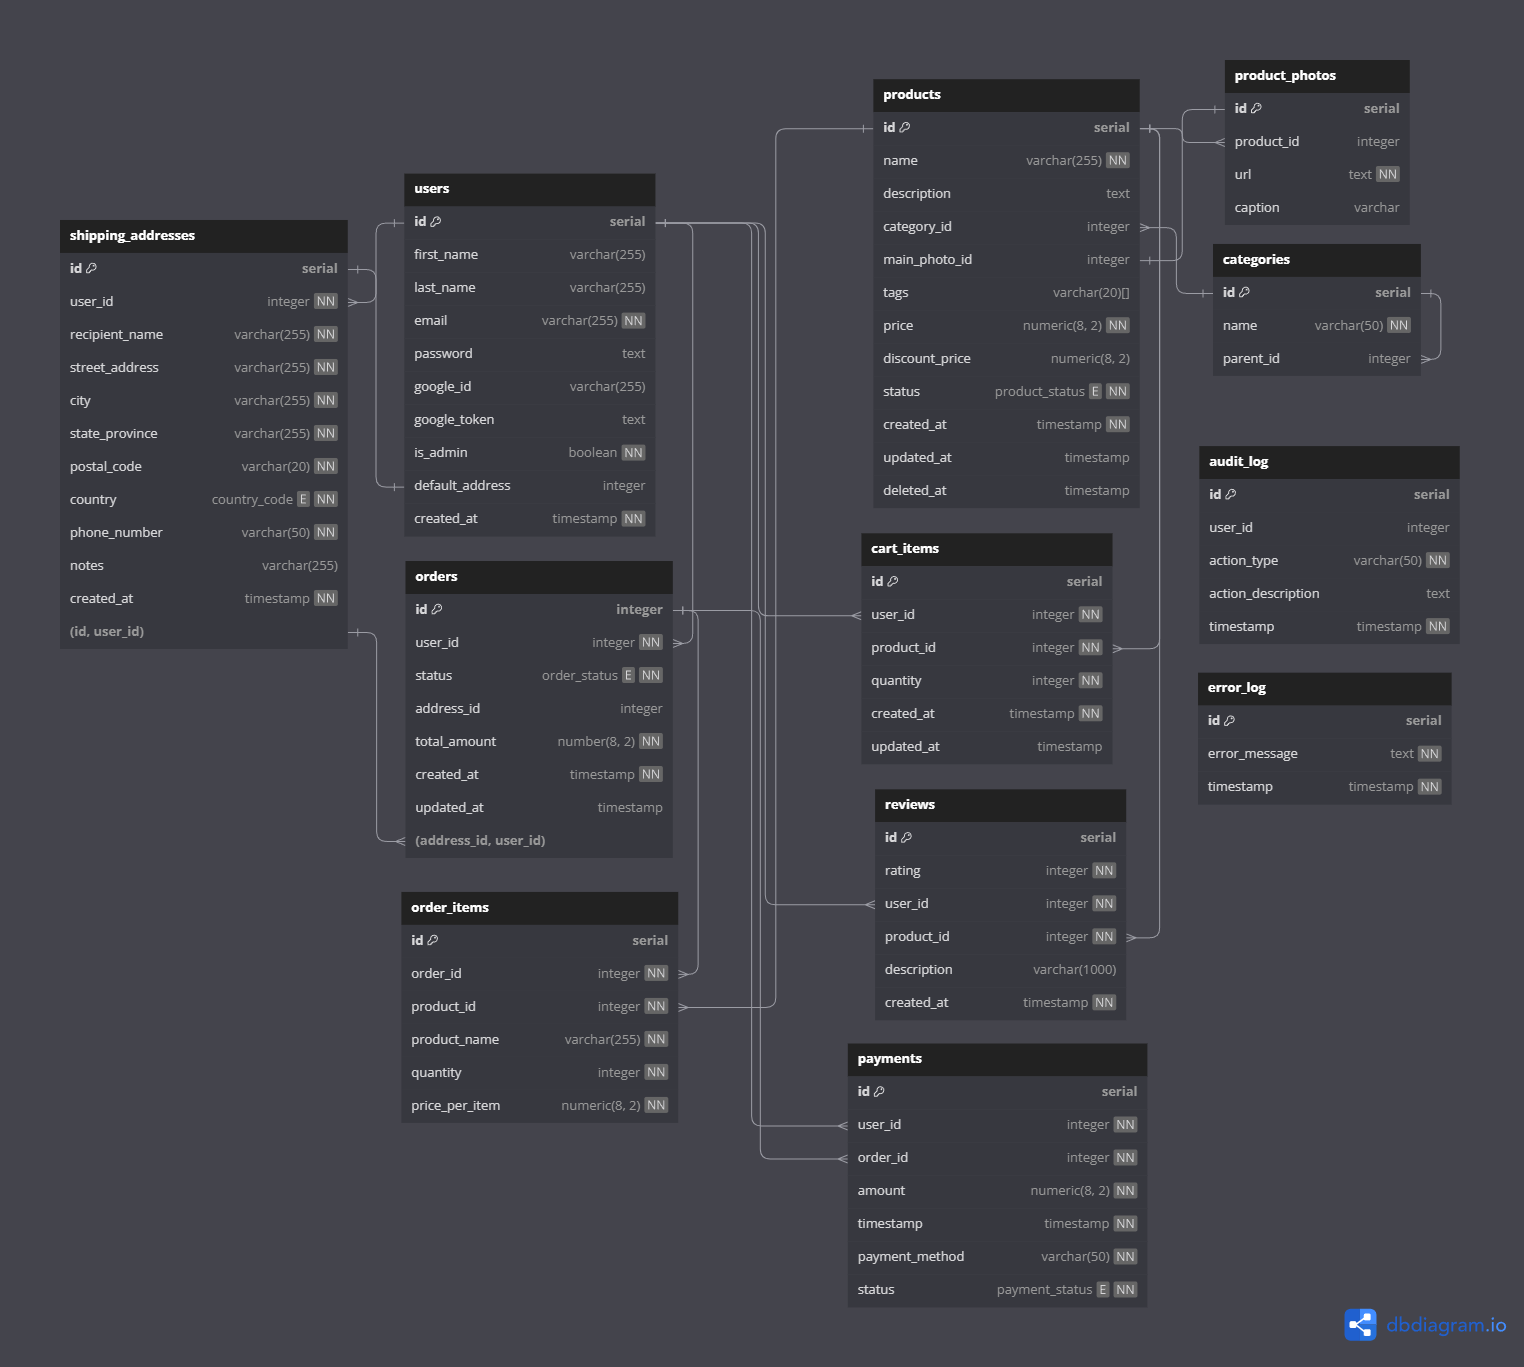 shipping_addresses
id serial
user_id integer NN
recipient_name varchar(255) NN
street_address varchar(255) NN
city varchar(255) NN
state_province varchar(255) NN
postal_code varchar(20) NN
country country_code E NN
phone_number varchar(50) NN
notes varchar(255)
created_at timestamp NN
(id, user_id)
users
id serial
first_name varchar(255)
last_name varchar(255)
email varchar(255) NN
password text
google_id varchar(255)
google_token text
is_admin boolean NN
default_address integer
created_at timestamp NN
orders
id integer
user_id integer NN
status order_status E NN
address_id integer
total_amount number(8, 2) NN
created_at timestamp NN
updated_at timestamp
(address_id, user_id)
order_items
id serial
order_id integer NN
product_id integer NN
product_name varchar(255) NN
quantity integer NN
price_per_item numeric(8, 2) NN
products
id serial
name varchar(255) NN
description text
category_id integer
main_photo_id integer
tags varchar(20)[]
price numeric(8, 2) NN
discount_price numeric(8, 2)
status product_status E NN
created_at timestamp NN
updated_at timestamp
deleted_at timestamp
cart_items
id serial
user_id integer NN
product_id integer NN
quantity integer NN
created_at timestamp NN
updated_at timestamp
reviews
id serial
rating integer NN
user_id integer NN
product_id integer NN
description varchar(1000)
created_at timestamp NN
payments
id serial
user_id integer NN
order_id integer NN
amount numeric(8, 2) NN
timestamp timestamp NN
payment_method varchar(50) NN
status payment_status E NN
product_photos
id serial
product_id integer
url text NN
caption varchar
categories
id serial
name varchar(50) NN
parent_id integer
audit_log
id serial
user_id integer
action_type varchar(50) NN
action_description text
timestamp timestamp NN
error_log
id serial
error_message text NN
timestamp timestamp NN
dbdiagram.io